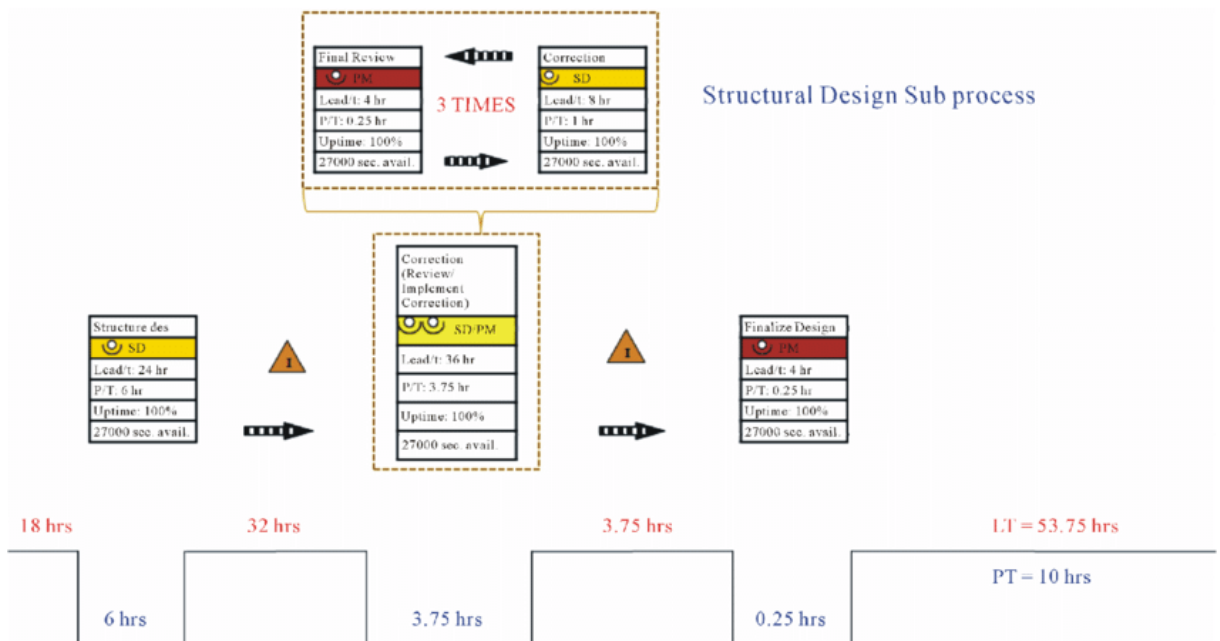 Final Review
PM
Lead/t: 4 hr
P/T: 0.25 hr
Uptime: 100%
27000 sec. avail.
3 TIMES
Correction
SD
Lead/t: 8 hr
P/T: 1 hr
Uptime: 100%
27000 sec. avail.
Structural Design Sub process
Structure des
SD
Lead/t: 24 hr
P/T: 6 hr
Uptime: 100%
27000 sec. avail.
I
Correction
(Review/
Implement
Correction)
SD/PM
Lead/t: 36 hr
P/T: 3.75 hr
Uptime: 100%
27000 sec. avail.
I
Finalize Design
PM
Lead/t: 4 hr
P/T: 0.25 hr
Uptime: 100%
27000 sec. avail.
18 hrs
32 hrs
3.75 hrs
LT = 53.75 hrs
6 hrs
3.75 hrs
0.25 hrs
PT = 10 hrs